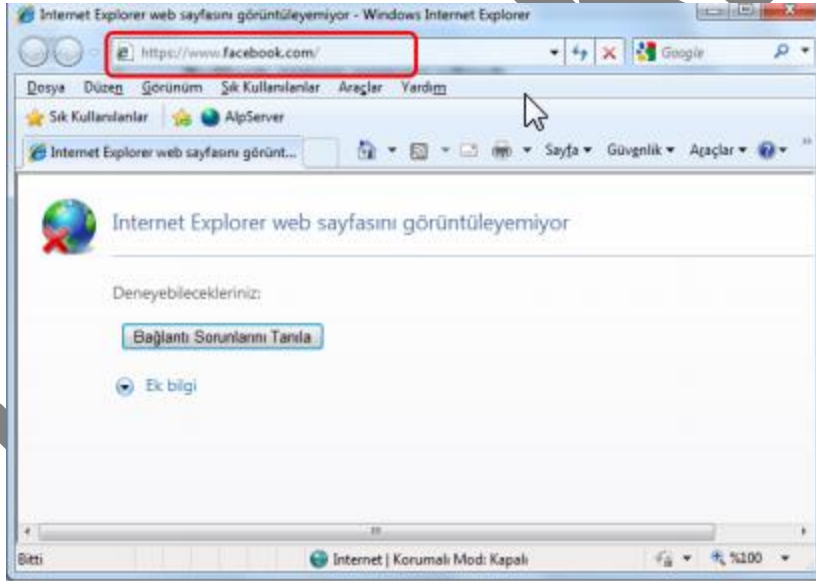 Internet Explorer web sayfasını görüntüleyemiyor - Windows Internet Explorer
https://www.facebook.com/ Google
Dosya Düzen Görünüm Sık Kullanılanlar Araçlar Yardım
Sık Kullanılanlar AlpServer
Internet Explorer web sayfasını görünt... Sayfa Güvenlik Araçlar
Internet Explorer web sayfasını görüntüleyemiyor
Deneyebilecekleriniz:
Bağlantı Sorunlarını Tanıla
Ek bilgi
Bitti Internet | Korumalı Mod: Kapalı %100